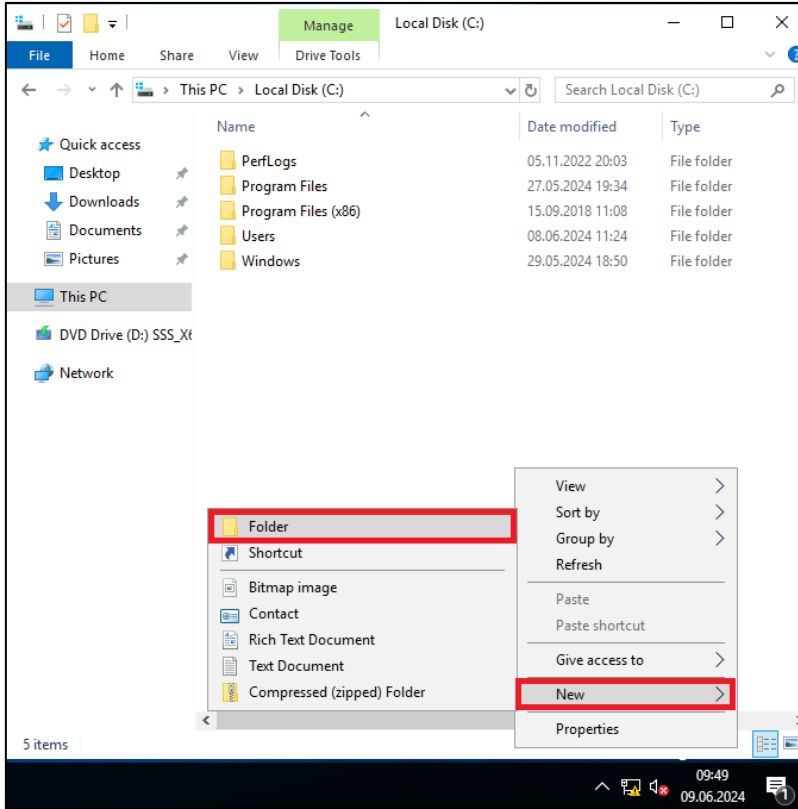 Manage Local Disk (C:)
File Home Share View Drive Tools
This PC Local Disk (C:) Search Local Disk (C:)
Name Date modified Type
Quick access
Desktop
Downloads
Documents
Pictures
This PC
DVD Drive (D:) SSS_X6
Network
PerfLogs 05.11.2022 20:03 File folder
Program Files 27.05.2024 19:34 File folder
Program Files (x86) 15.09.2018 11:08 File folder
Users 08.06.2024 11:24 File folder
Windows 29.05.2024 18:50 File folder
View
Sort by
Group by
Refresh
Paste
Paste shortcut
Give access to
New
Properties
Folder
Shortcut
Bitmap image
Contact
Rich Text Document
Text Document
Compressed (zipped) Folder
5 items
09:49
09.06.2024
1